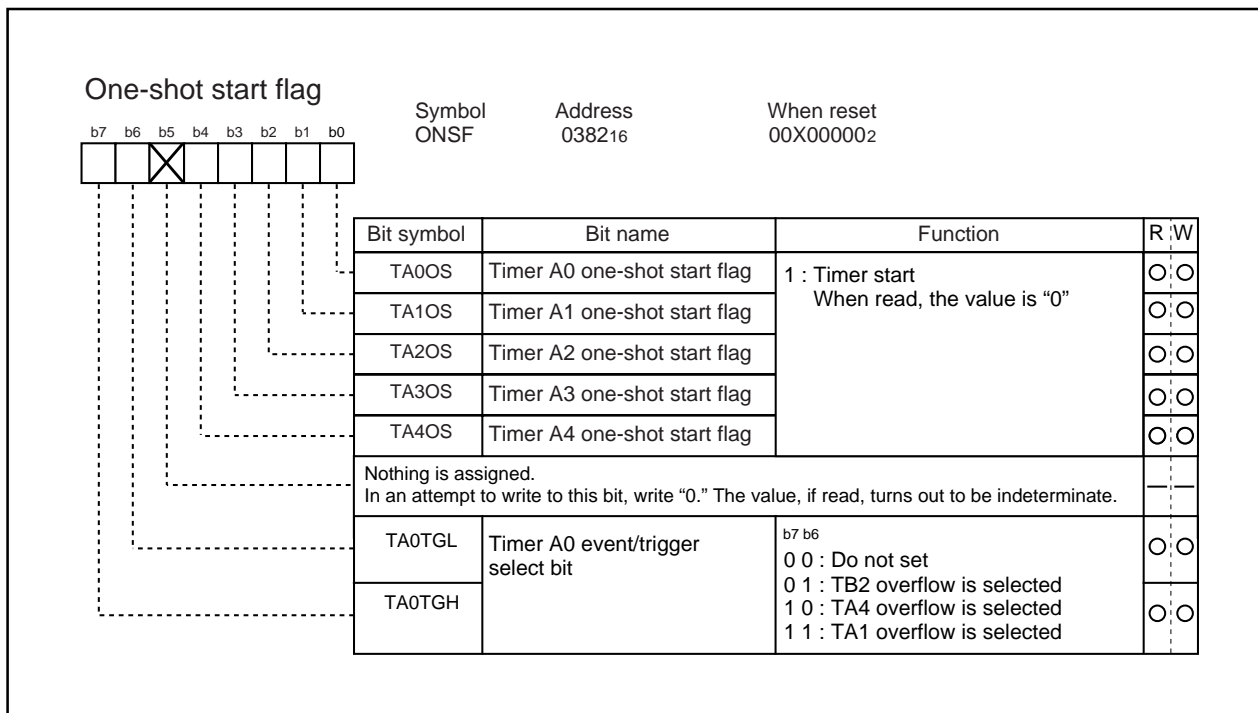 One-shot start flag
Symbol Address When reset
ONSF 038216 00X000002
b7 b6 b5 b4 b3 b2 b1 b0
Bit symbol Bit name Function R W
TA0OS Timer A0 one-shot start flag 1 : Timer start
When read, the value is “0”
TA1OS Timer A1 one-shot start flag
TA2OS Timer A2 one-shot start flag
TA3OS Timer A3 one-shot start flag
TA4OS Timer A4 one-shot start flag
Nothing is assigned.
In an attempt to write to this bit, write “0.” The value, if read, turns out to be indeterminate.
TA0TGL Timer A0 event/trigger
select bit
b7 b6
0 0 : Do not set
0 1 : TB2 overflow is selected
1 0 : TA4 overflow is selected
1 1 : TA1 overflow is selected
TA0TGH